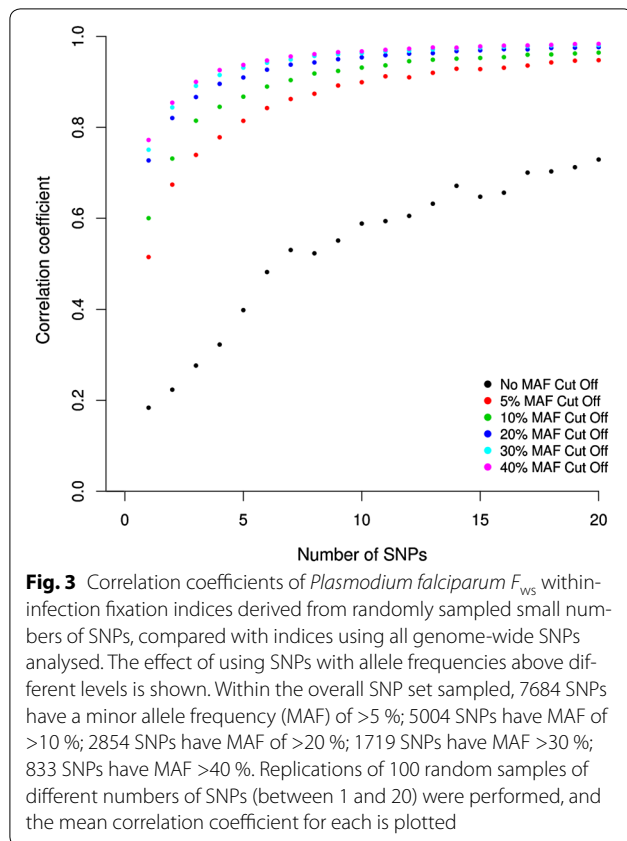 1.0
0.8
0.6
0.4
0.2
0.0
Correlation coefficient
No MAF Cut Off
5% MAF Cut Off
10% MAF Cut Off
20% MAF Cut Off
30% MAF Cut Off
40% MAF Cut Off
0 5 10 15 20
Number of SNPs
Fig. 3 Correlation coefficients of Plasmodium falciparum Fws within-
infection fixation indices derived from randomly sampled small num-
bers of SNPs, compared with indices using all genome-wide SNPs
analysed. The effect of using SNPs with allele frequencies above dif-
ferent levels is shown. Within the overall SNP set sampled, 7684 SNPs
have a minor allele frequency (MAF) of >5 %; 5004 SNPs have MAF of
>10 %; 2854 SNPs have MAF of >20 %; 1719 SNPs have MAF >30 %;
833 SNPs have MAF >40 %. Replications of 100 random samples of
different numbers of SNPs (between 1 and 20) were performed, and
the mean correlation coefficient for each is plotted